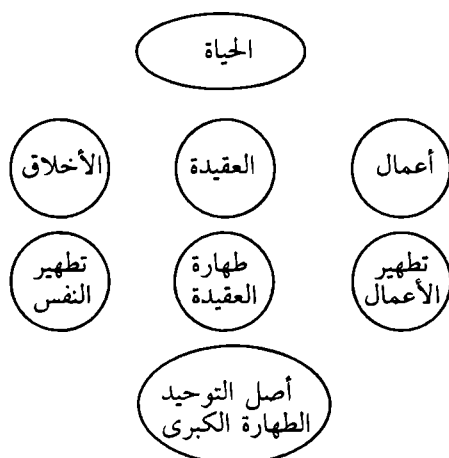 الحياة
أعمال
العقيدة
الأخلاق
تطهير
الأعمال
طهارة
العقيدة
تطهير
النفس
أصل التوحيد
الطهارة الكبرى